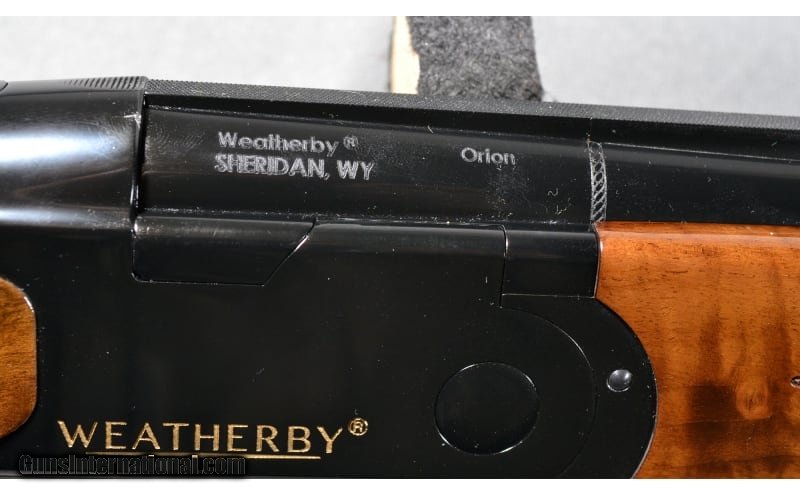 Weatherby®
SHERIDAN, WY
Orion
WEATHERBY®
GunsInternational.com